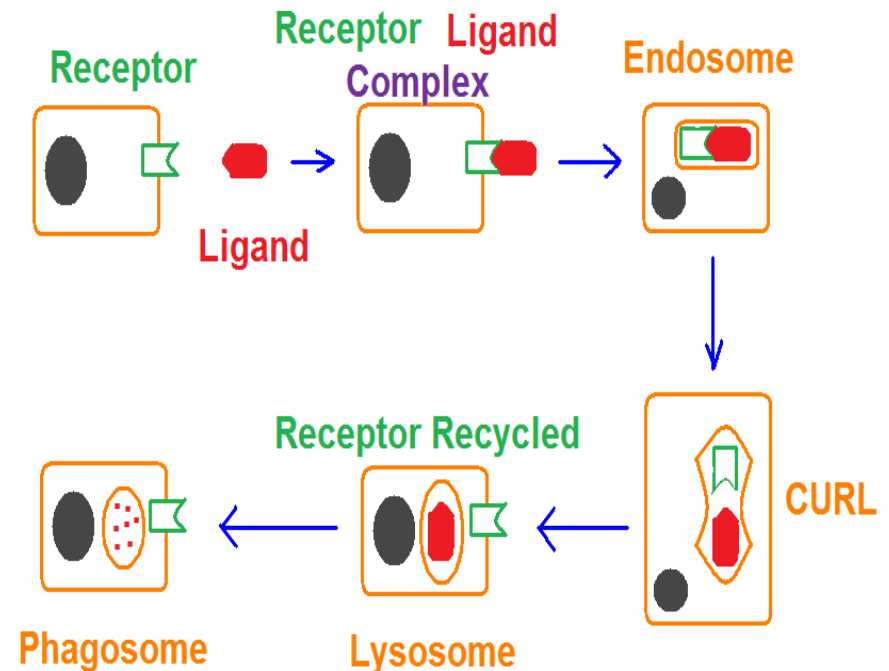 Receptor
Receptor Ligand
Complex
Endosome
Ligand
CURL
Receptor Recycled
Lysosome
Phagosome